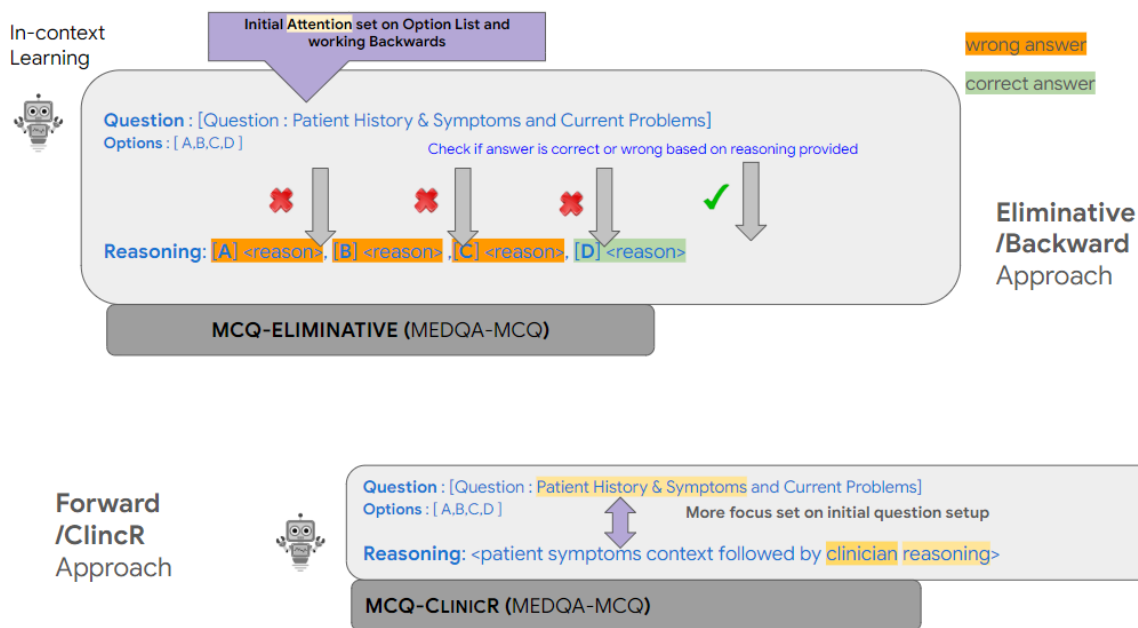 In-context
Learning
Initial Attention set on Option List and
working Backwards
wrong answer
correct answer
Question : [Question : Patient History & Symptoms and Current Problems]
Options : [ A,B,C,D ]
Check if answer is correct or wrong based on reasoning provided
Reasoning: [A] <reason>, [B] <reason> ,[C] <reason>, [D] <reason>
Eliminative
/Backward
Approach
MCQ-ELIMINATIVE (MEDQA-MCQ)
Forward
/ClincR
Approach
Question : [Question : Patient History & Symptoms and Current Problems]
Options : [ A,B,C,D ]
More focus set on initial question setup
Reasoning: <patient symptoms context followed by clinician reasoning>
MCQ-CLINICR (MEDQA-MCQ)